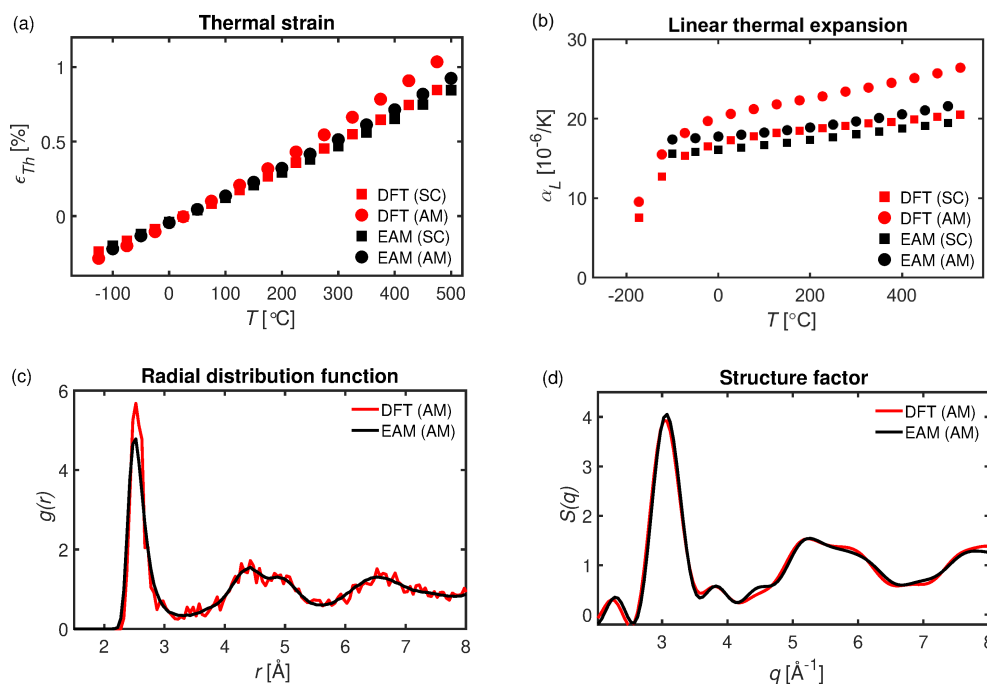 (a)
Thermal strain
1
0.5
0
ϵTh [%]
DFT (SC)
DFT (AM)
EAM (SC)
EAM (AM)
-100 0 100 200 300 400 500
T [°C]
(b)
Linear thermal expansion
30
20
10
0
αL [10-6/K]
DFT (SC)
DFT (AM)
EAM (SC)
EAM (AM)
-200 0 200 400
T [°C]
(c)
Radial distribution function
6
4
2
0
g(r)
DFT (AM)
EAM (AM)
2 3 4 5 6 7 8
r [Å]
(d)
Structure factor
4
3
2
1
0
S(q)
DFT (AM)
EAM (AM)
3 4 5 6 7 8
q [Å-1]